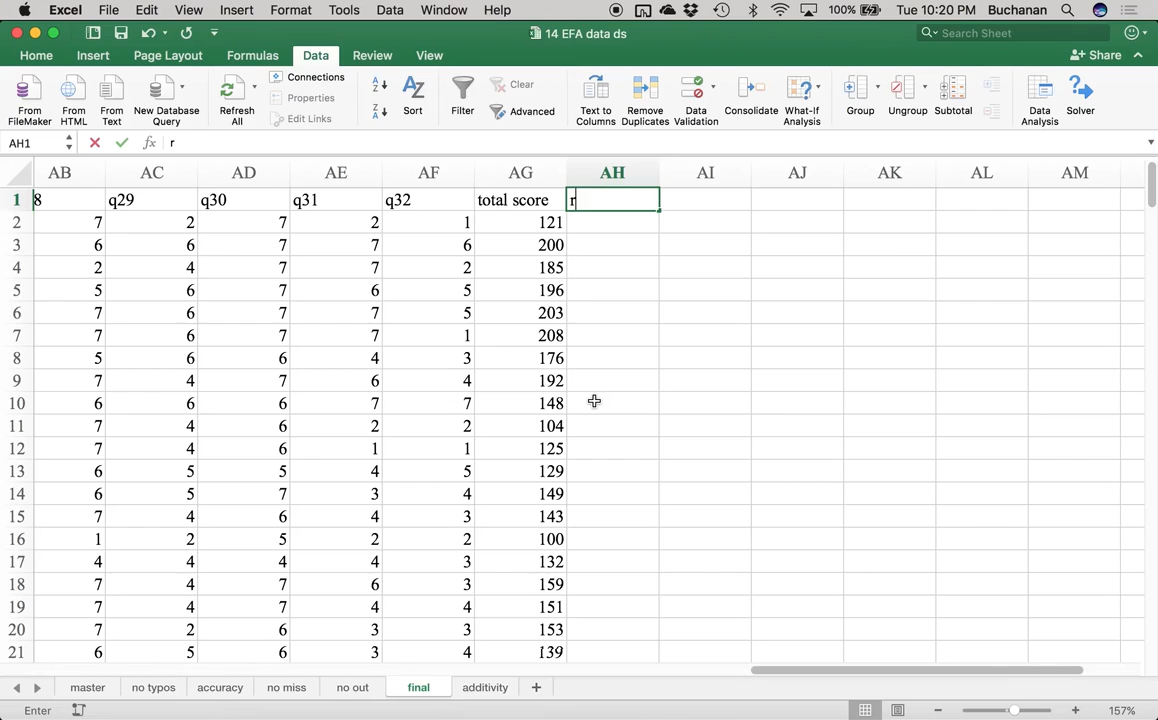 Excel File Edit View Insert Format Tools Data Window Help 100% Tue 10:20 PM Buchanan
14 EFA data ds Search Sheet
Home Insert Page Layout Formulas Data Review View Share
Connections
Properties
Edit Links
Clear
Advanced
From FileMaker From HTML From Text New Database Query Refresh All Sort Filter Text to Columns Remove Duplicates Data Validation Consolidate What-If Analysis Group Ungroup Subtotal Data Analysis Solver
AH1 fx r
AB AC AD AE AF AG AH AI AJ AK AL AM
1 8 q29 q30 q31 q32 total score r
2 7 2 7 2 1 121
3 6 6 7 7 6 200
4 2 4 7 7 2 185
5 5 6 7 6 5 196
6 7 6 7 7 5 203
7 7 6 7 7 1 208
8 5 6 6 4 3 176
9 7 4 7 6 4 192
10 6 6 6 7 7 148
11 7 4 6 2 2 104
12 7 4 6 1 1 125
13 6 5 5 4 5 129
14 6 5 7 3 4 149
15 7 4 6 4 3 143
16 1 2 5 2 2 100
17 4 4 4 4 3 132
18 7 4 7 6 3 159
19 7 4 7 4 4 151
20 7 2 6 3 3 153
21 6 5 6 3 4 139
master no typos accuracy no miss no out final additivity +
Enter 157%